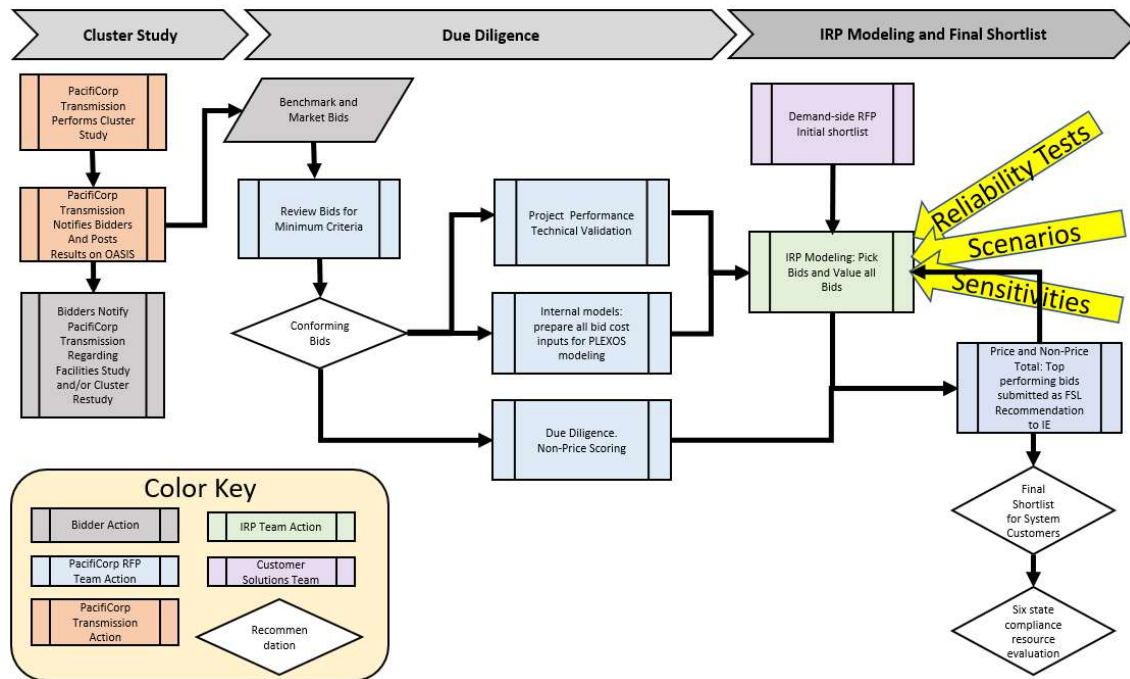 Cluster Study
Due Diligence
IRP Modeling and Final Shortlist
PacifiCorp
Transmission
Performs Cluster
Study
PacifiCorp
Transmission
Notifies Bidders
And Posts
Results on OASIS
Bidders Notify
PacifiCorp
Transmission
Regarding
Facilities Study
and/or Cluster
Restudy
Benchmark and
Market Bids
Review Bids for
Minimum Criteria
Conforming
Bids
Project Performance
Technical Validation
Internal models:
prepare all bid cost
inputs for PLEXOS
modeling
Due Diligence.
Non-Price Scoring
Demand-side RFP
Initial shortlist
IRP Modeling: Pick
Bids and Value all
Bids
Reliability Tests
Scenarios
Sensitivities
Price and Non-Price
Total: Top
performing bids
submitted as FSL
Recommendation
to IE
Final
Shortlist
for System
Customers
Six state
compliance
resource
evaluation
Color Key
Bidder Action
IRP Team Action
PacifiCorp RFP
Team Action
Customer
Solutions Team
PacifiCorp
Transmission
Action
Recommen
dation